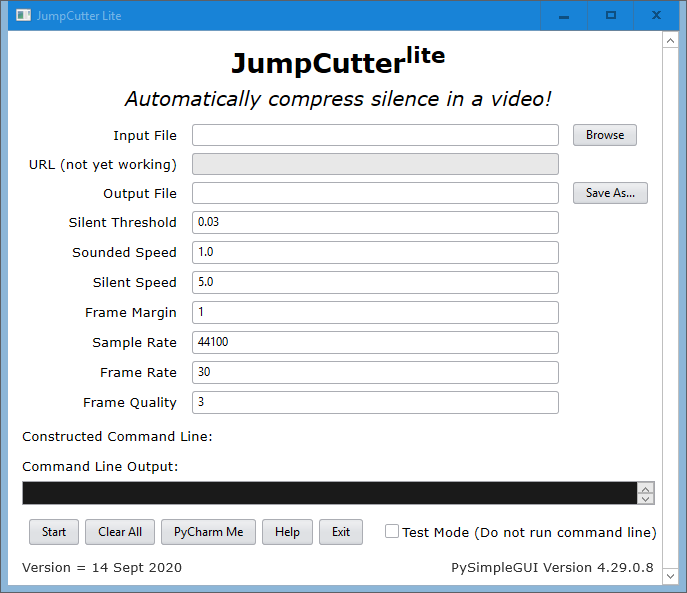 JumpCutter Lite
JumpCutterlite
Automatically compress silence in a video!
Input File Browse
URL (not yet working)
Output File Save As...
Silent Threshold 0.03
Sounded Speed 1.0
Silent Speed 5.0
Frame Margin 1
Sample Rate 44100
Frame Rate 30
Frame Quality 3
Constructed Command Line:
Command Line Output:
Start Clear All PyCharm Me Help Exit Test Mode (Do not run command line)
Version = 14 Sept 2020 PySimpleGUI Version 4.29.0.8